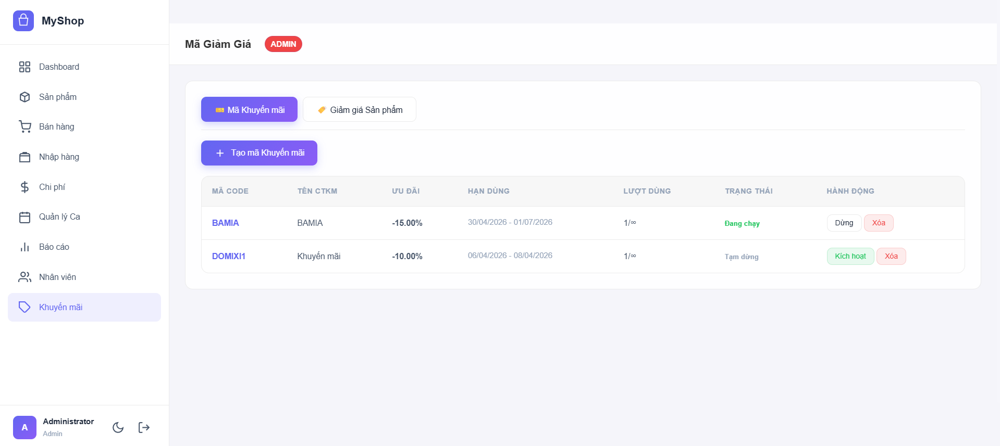 MyShop
Dashboard
Sản phẩm
Bán hàng
Nhập hàng
Chi phí
Quản lý Ca
Báo cáo
Nhân viên
Khuyến mãi
A
Administrator
Admin
Mã Giảm Giá ADMIN
Mã Khuyến mãi Giảm giá Sản phẩm
+ Tạo mã Khuyến mãi
MÃ CODE TÊN CTKM ƯU ĐÃI HẠN DÙNG LƯỢT DÙNG TRẠNG THÁI HÀNH ĐỘNG
BAMIA BAMIA -15.00% 30/04/2026 - 01/07/2026 1/∞ Đang chạy Dừng Xóa
DOMIXI1 Khuyến mãi -10.00% 06/04/2026 - 08/04/2026 1/∞ Tạm dừng Kích hoạt Xóa